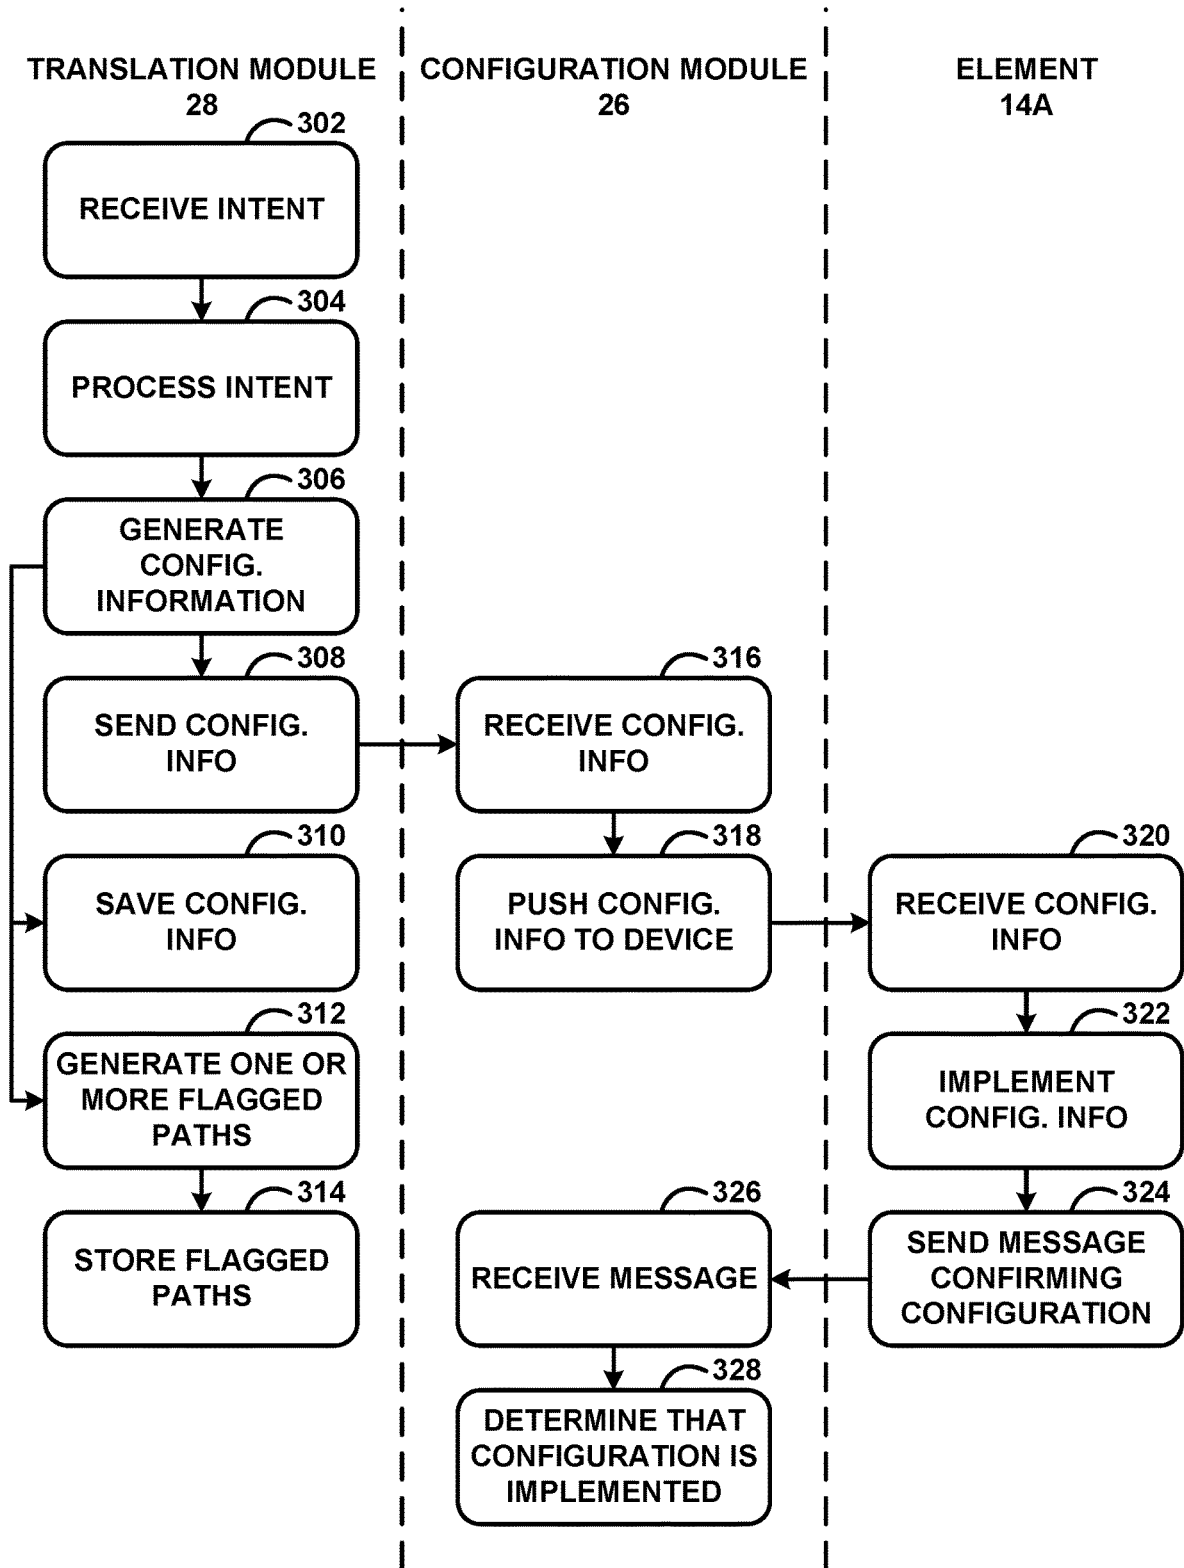 TRANSLATION MODULE
28
CONFIGURATION MODULE
26
ELEMENT
14A
302
RECEIVE INTENT
304
PROCESS INTENT
306
GENERATE
CONFIG.
INFORMATION
308
SEND CONFIG.
INFO
310
SAVE CONFIG.
INFO
312
GENERATE ONE OR
MORE FLAGGED
PATHS
314
STORE FLAGGED
PATHS
316
RECEIVE CONFIG.
INFO
318
PUSH CONFIG.
INFO TO DEVICE
320
RECEIVE CONFIG.
INFO
322
IMPLEMENT
CONFIG. INFO
324
SEND MESSAGE
CONFIRMING
CONFIGURATION
326
RECEIVE MESSAGE
328
DETERMINE THAT
CONFIGURATION IS
IMPLEMENTED